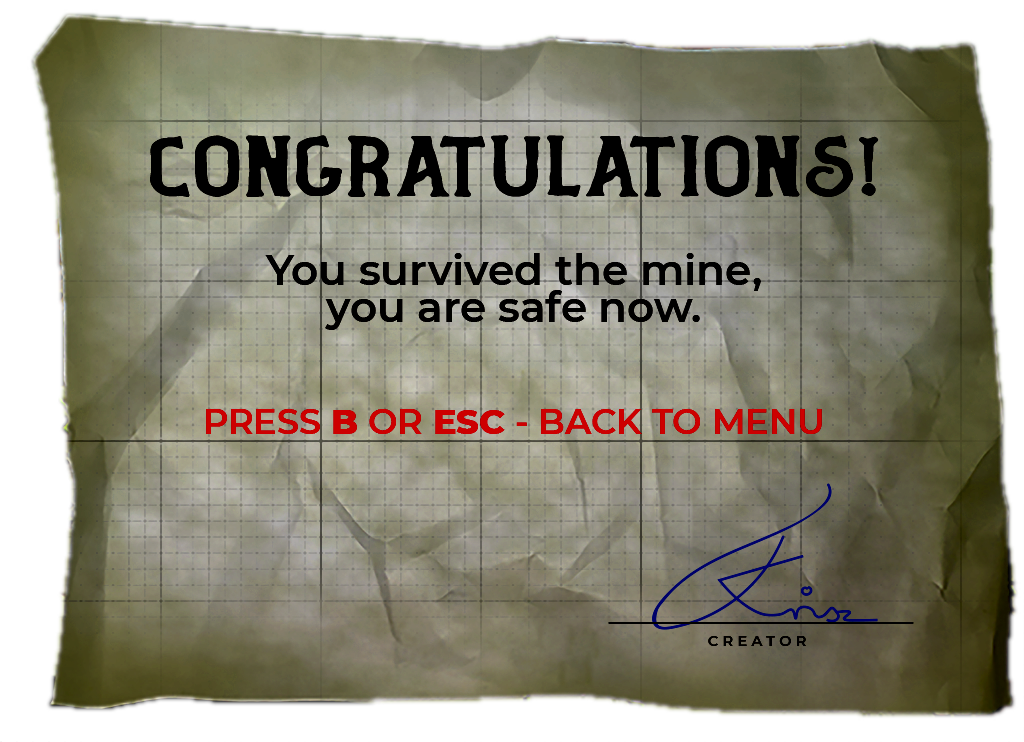 CONGRATULATIONS!
You survived the mine,
you are safe now.
PRESS B OR ESC - BACK TO MENU
CREATOR